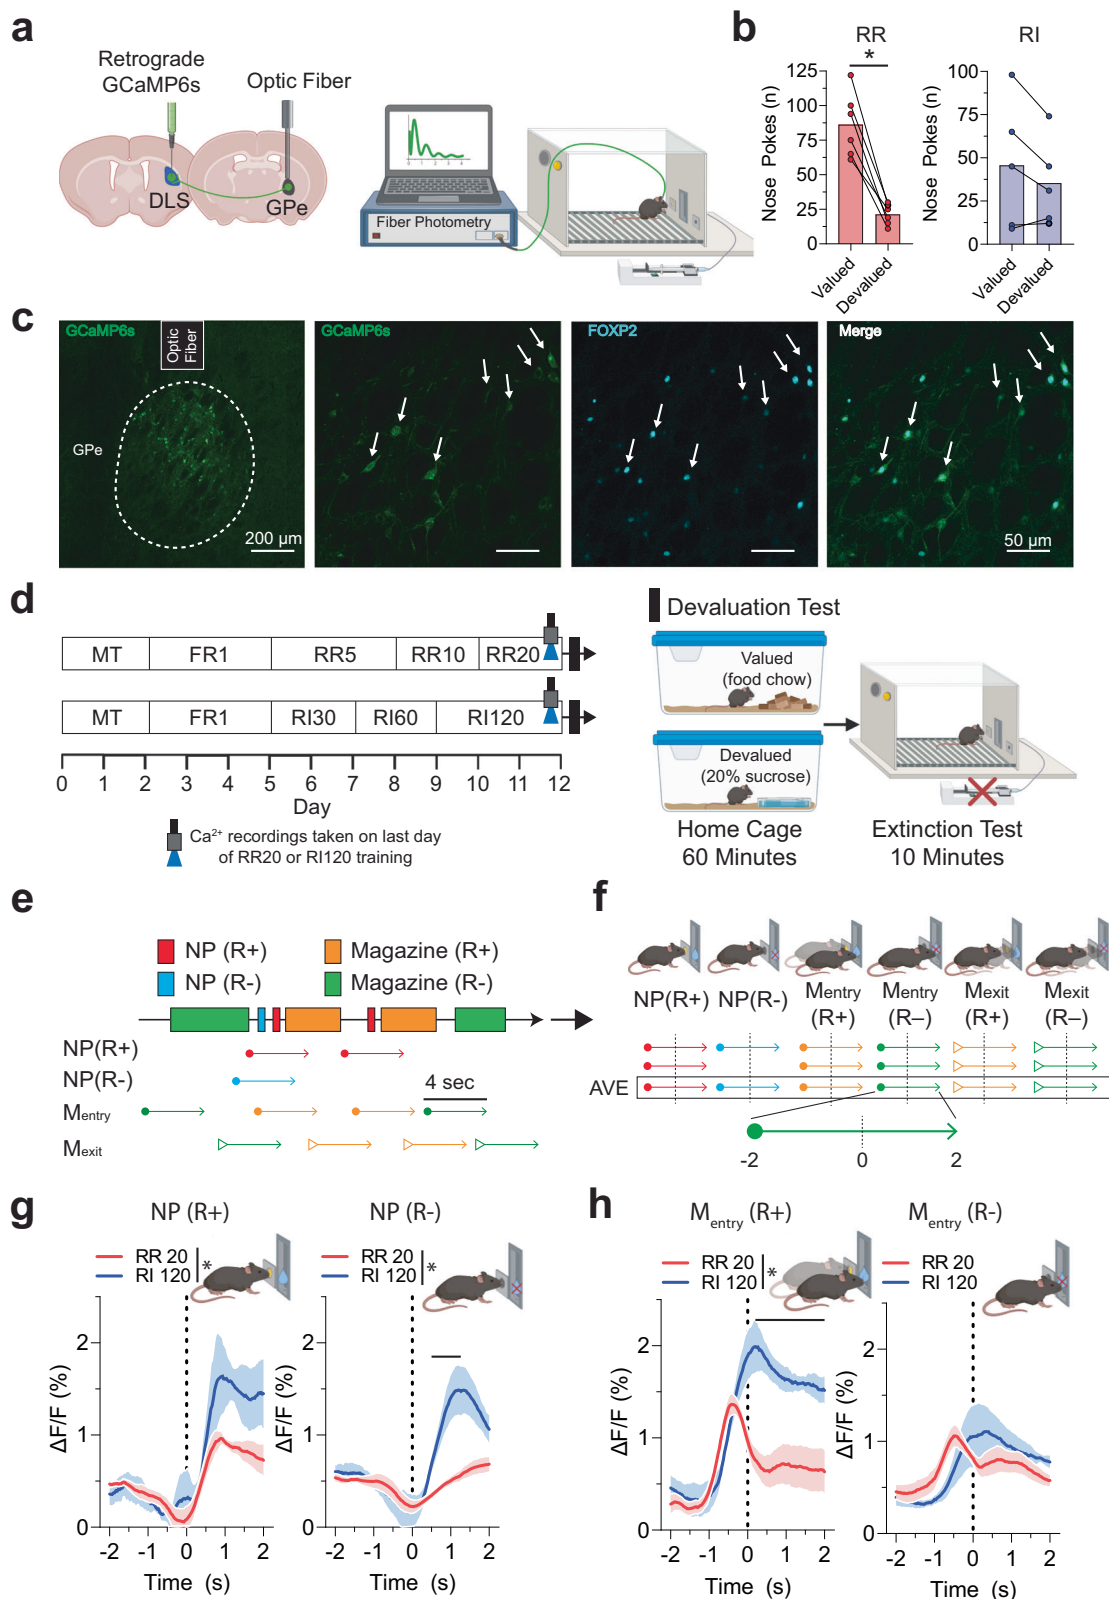 a
Retrograde
GCaMP6s
Optic Fiber
DLS
GPe
0 1 2 3 4
Fiber Photometry
b
RR
RI
*
Nose Pokes (n)
125
100
75
50
25
0
Valued
Devalued
Nose Pokes (n)
100
75
50
25
0
Valued
Devalued
c
GCaMP6s
Optic
Fiber
GPe
200 µm
GCaMP6s
FOXP2
Merge
50 µm
d
MT FR1 RR5 RR10 RR20
MT FR1 RI30 RI60 RI120
0 1 2 3 4 5 6 7 8 9 10 11 12
Day
Ca2+ recordings taken on last day
of RR20 or RI120 training
Devaluation Test
Valued
(food chow)
Devalued
(20% sucrose)
Home Cage
60 Minutes
Extinction Test
10 Minutes
e
NP (R+)
NP (R-)
Magazine (R+)
Magazine (R-)
NP(R+)
NP(R-)
Mentry
Mexit
4 sec
f
NP(R+) NP(R-) Mentry (R+) Mentry (R–) Mexit (R+) Mexit (R–)
AVE
-2 0 2
g
NP (R+)
RR 20
RI 120
*
ΔF/F (%)
2
1
0
-2 -1 0 1 2
Time (s)
NP (R-)
RR 20
RI 120
*
ΔF/F (%)
2
1
0
-2 -1 0 1 2
Time (s)
h
Mentry (R+)
RR 20
RI 120
*
ΔF/F (%)
2
1
0
-2 -1 0 1 2
Time (s)
Mentry (R-)
RR 20
RI 120
ΔF/F (%)
2
1
0
-2 -1 0 1 2
Time (s)